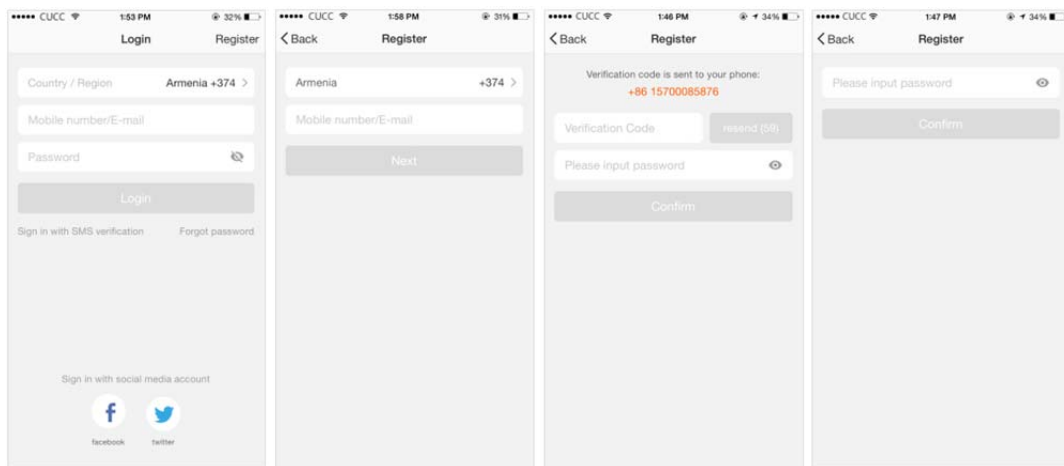 CUCC 1:53 PM 32%
Login Register
Country / Region Armenia +374 >
Mobile number/E-mail
Password
Login
Sign in with SMS verification Forgot password
Sign in with social media account
f
facebook twitter
CUCC 1:58 PM 31%
< Back Register
Armenia +374 >
Mobile number/E-mail
Next
CUCC 1:46 PM 34%
< Back Register
Verification code is sent to your phone:
+86 15700085876
Verification Code resend (59)
Please input password
Confirm
CUCC 1:47 PM 34%
< Back Register
Please input password
Confirm